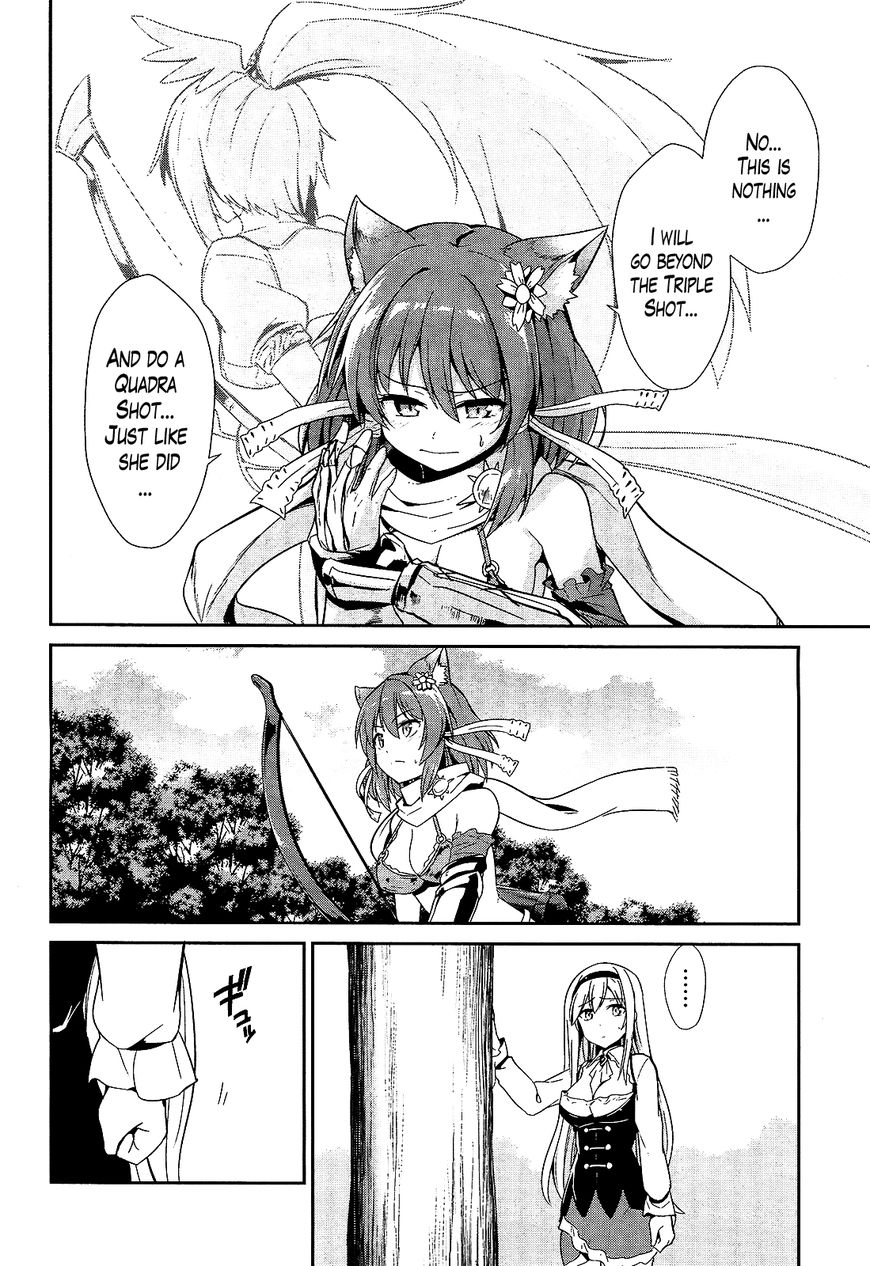 NO...
THIS IS
NOTHING
...
I WILL
GO BEYOND
THE TRIPLE
SHOT...
AND DO A
QUADRA
SHOT...
JUST LIKE
SHE DID
...
......
ギュッ